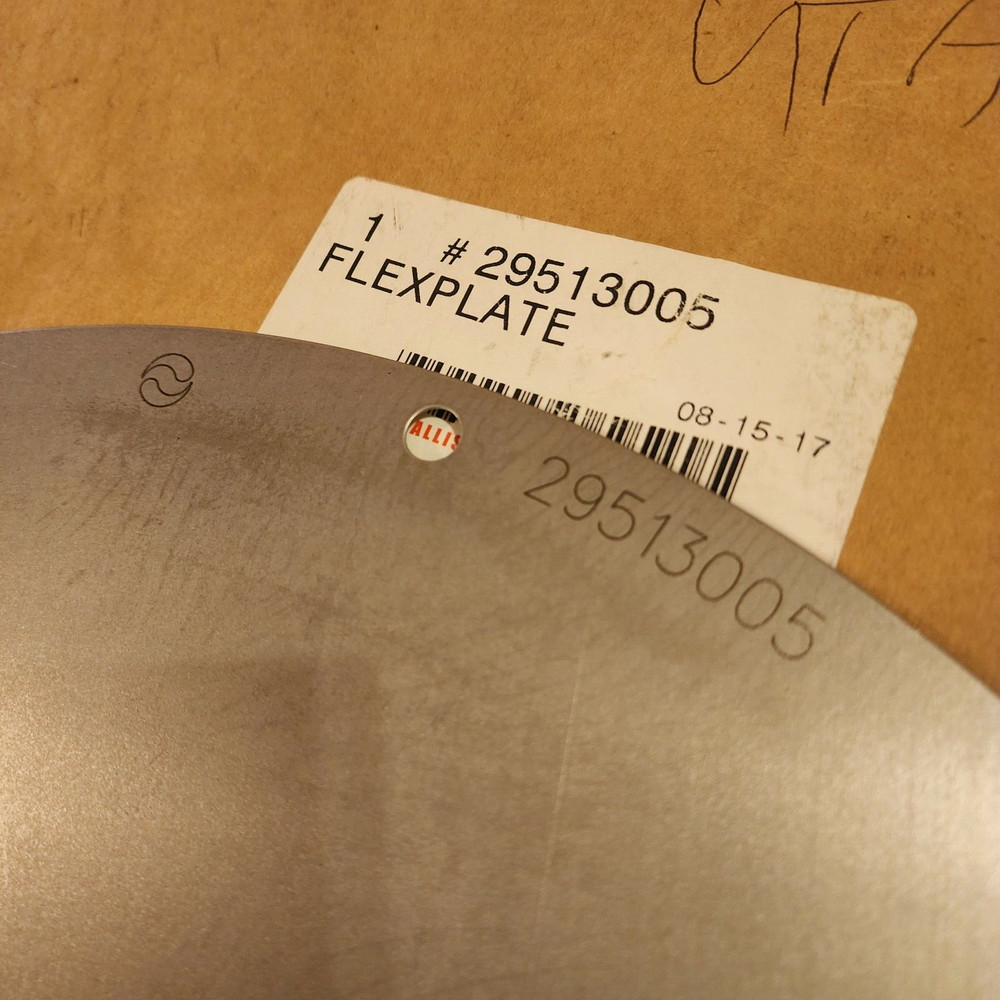 1 # 29513005
FLEXPLATE
08-15-17
ALLIS
29513005